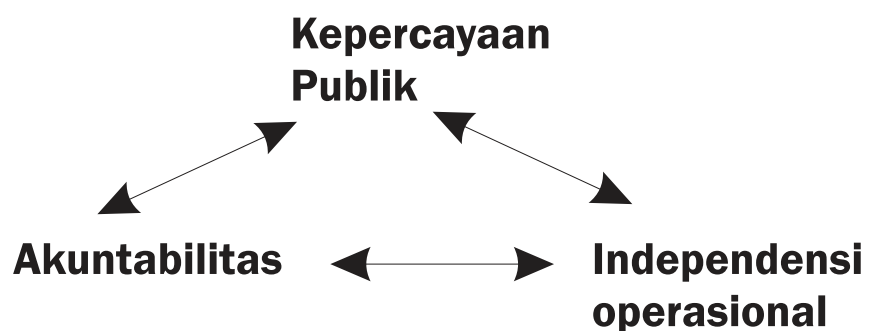 Kepercayaan
Publik
Akuntabilitas
Independensi
operasional